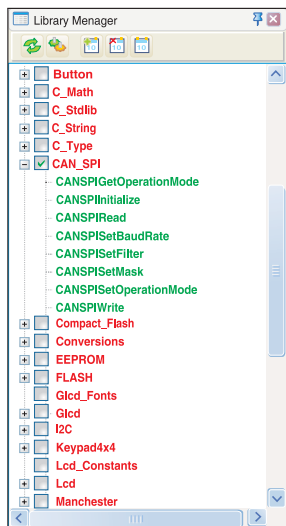 Library Menager
Button
C_Math
C_Stdlib
C_String
C_Type
CAN_SPI
CANSPIGetOperationMode
CANSPIInitialize
CANSPIRead
CANSPISetBaudRate
CANSPISetFilter
CANSPISetMask
CANSPISetOperationMode
CANSPIWrite
Compact_Flash
Conversions
EEPROM
FLASH
Glcd_Fonts
Glcd
I2C
Keypad4x4
Lcd_Constants
Lcd
Manchester